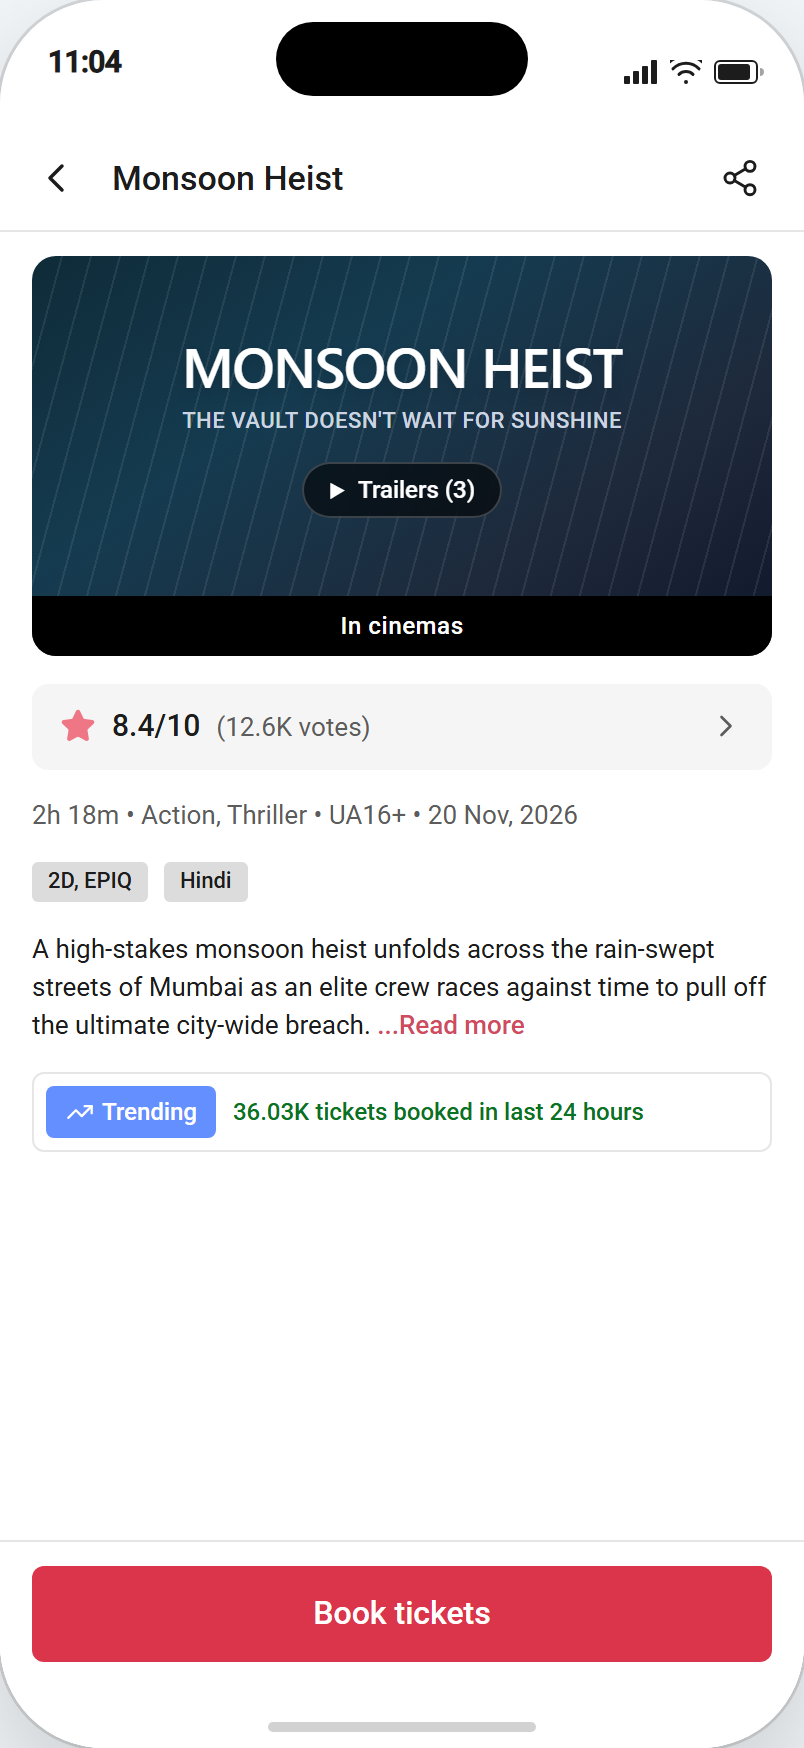 11:04
Monsoon Heist
MONSOON HEIST
THE VAULT DOESN'T WAIT FOR SUNSHINE
Trailers (3)
In cinemas
8.4/10 (12.6K votes)
2h 18m • Action, Thriller • UA16+ • 20 Nov, 2026
2D, EPIQ Hindi
A high-stakes monsoon heist unfolds across the rain-swept
streets of Mumbai as an elite crew races against time to pull off
the ultimate city-wide breach. ...Read more
Trending 36.03K tickets booked in last 24 hours
Book tickets